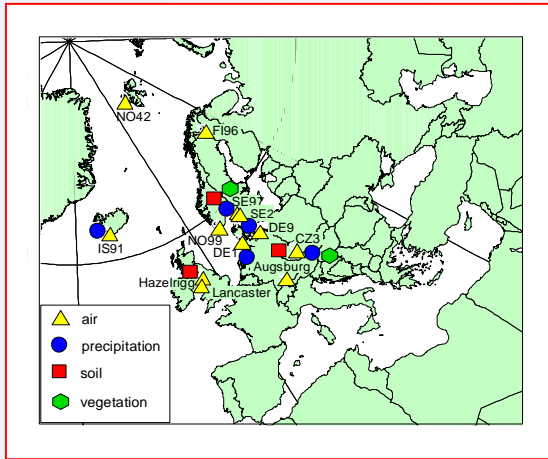 NO42
FI96
SE97
SE2
DE9
NO99
CZ3
IS91
DE1
Augsburg
Hazelrigg
Lancaster
air
precipitation
soil
vegetation